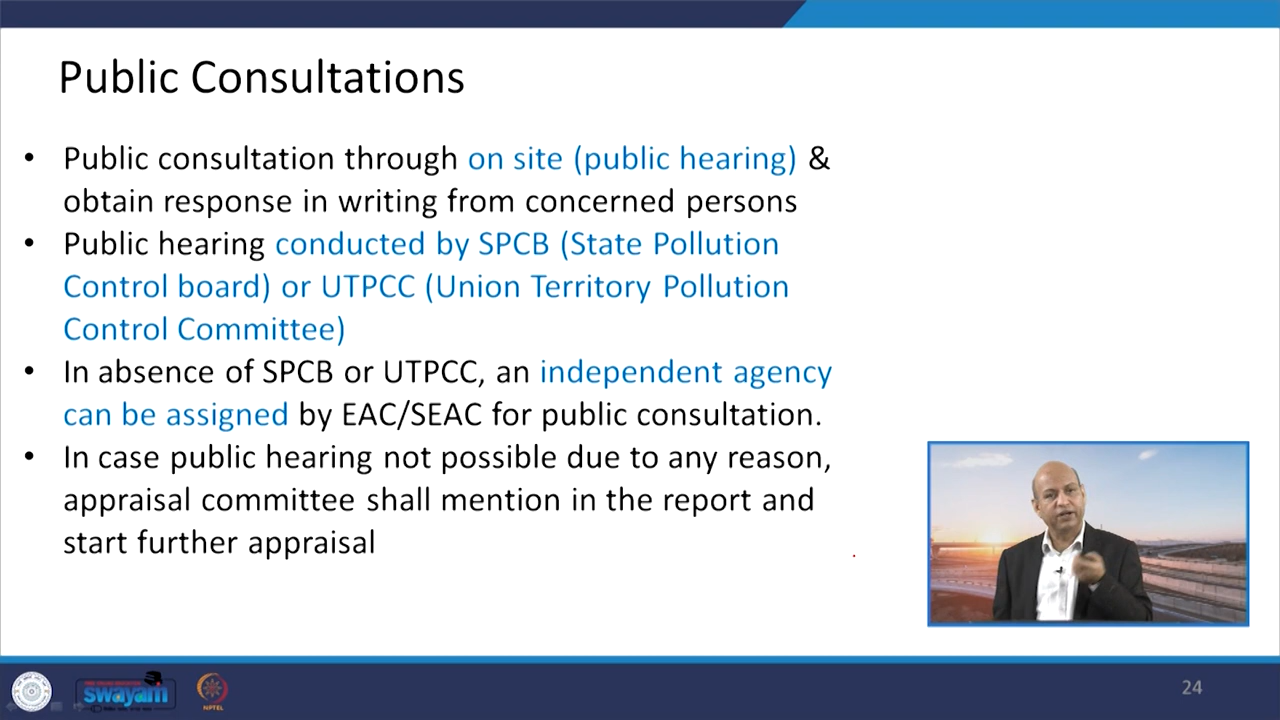 Public Consultations
• Public consultation through on site (public hearing) &
obtain response in writing from concerned persons
• Public hearing conducted by SPCB (State Pollution
Control board) or UTPCC (Union Territory Pollution
Control Committee)
• In absence of SPCB or UTPCC, an independent agency
can be assigned by EAC/SEAC for public consultation.
• In case public hearing not possible due to any reason,
appraisal committee shall mention in the report and
start further appraisal
swayam
NPTEL
24